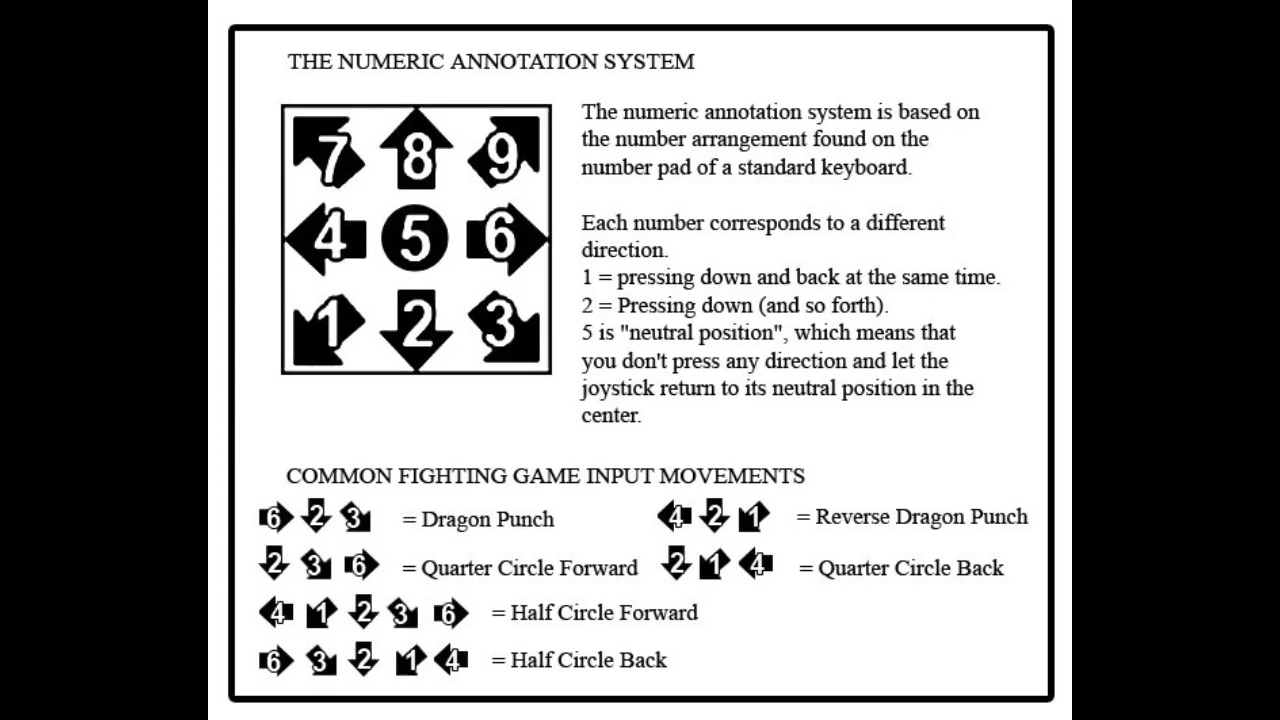 THE NUMERIC ANNOTATION SYSTEM
7 8 9
4 5 6
1 2 3
The numeric annotation system is based on
the number arrangement found on the
number pad of a standard keyboard.
Each number corresponds to a different
direction.
1 = pressing down and back at the same time.
2 = Pressing down (and so forth).
5 is "neutral position", which means that
you don't press any direction and let the
joystick return to its neutral position in the
center.
COMMON FIGHTING GAME INPUT MOVEMENTS
6 2 3 = Dragon Punch
4 2 1 = Reverse Dragon Punch
2 3 6 = Quarter Circle Forward
2 1 4 = Quarter Circle Back
4 1 2 3 6 = Half Circle Forward
6 3 2 1 4 = Half Circle Back